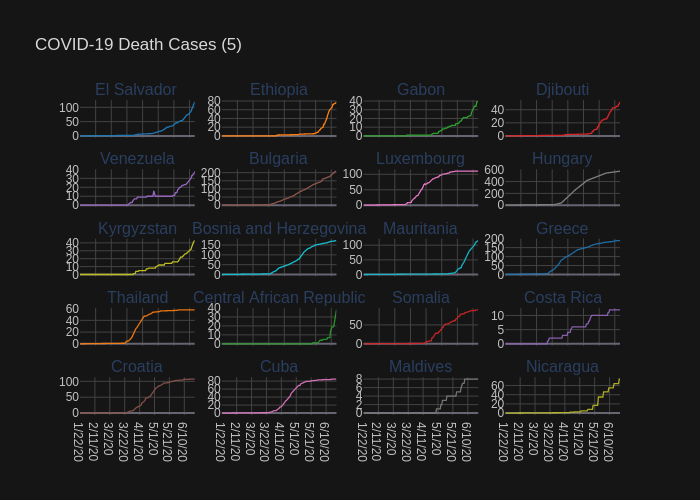 COVID-19 Death Cases (5)
El Salvador Ethiopia Gabon Djibouti
100 50 0
80 60 40 20 0
40 30 20 10 0
40 20 0
Venezuela Bulgaria Luxembourg Hungary
40 30 20 10 0
200 150 100 50 0
100 50 0
600 400 200 0
Kyrgyzstan Bosnia and Herzegovina Mauritania Greece
40 30 20 10 0
150 100 50 0
100 50 0
200 150 100 50 0
Thailand Central African Republic Somalia Costa Rica
60 40 20 0
40 30 20 10 0
50 0
10 5 0
Croatia Cuba Maldives Nicaragua
100 50 0
80 60 40 20 0
8 6 4 2 0
60 40 20 0
1/22/20 2/11/20 3/2/20 3/22/20 4/11/20 5/1/20 5/21/20 6/10/20
1/22/20 2/11/20 3/2/20 3/22/20 4/11/20 5/1/20 5/21/20 6/10/20
1/22/20 2/11/20 3/2/20 3/22/20 4/11/20 5/1/20 5/21/20 6/10/20
1/22/20 2/11/20 3/2/20 3/22/20 4/11/20 5/1/20 5/21/20 6/10/20